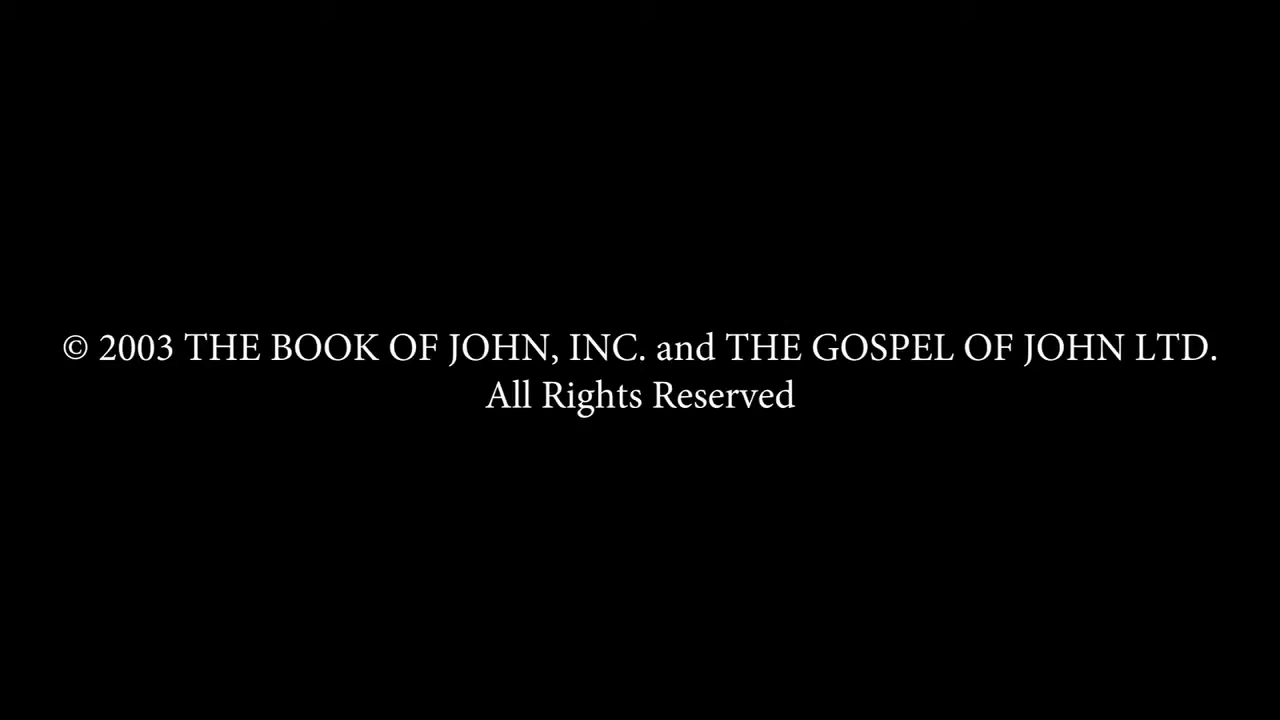 © 2003 THE BOOK OF JOHN, INC. and THE GOSPEL OF JOHN LTD.
All Rights Reserved